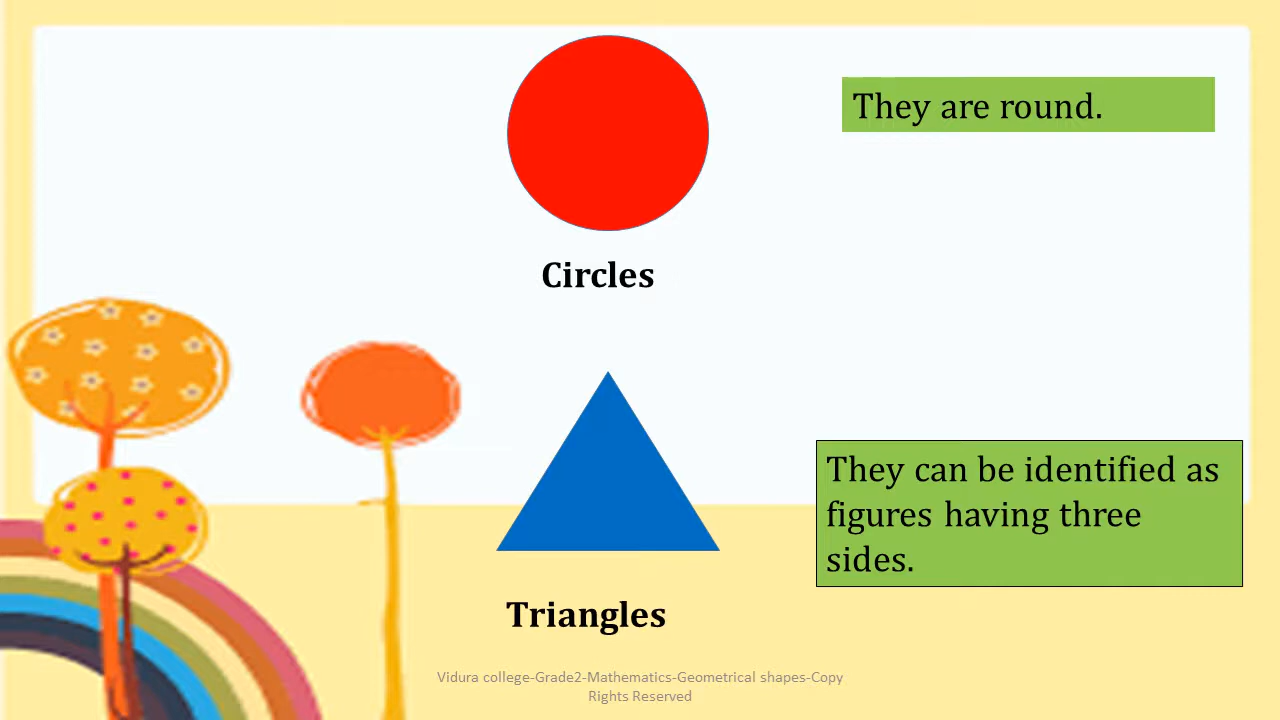 They are round.
Circles
They can be identified as
figures having three
sides.
Triangles
Vidura college-Grade2-Mathematics-Geometrical shapes-Copy
Rights Reserved